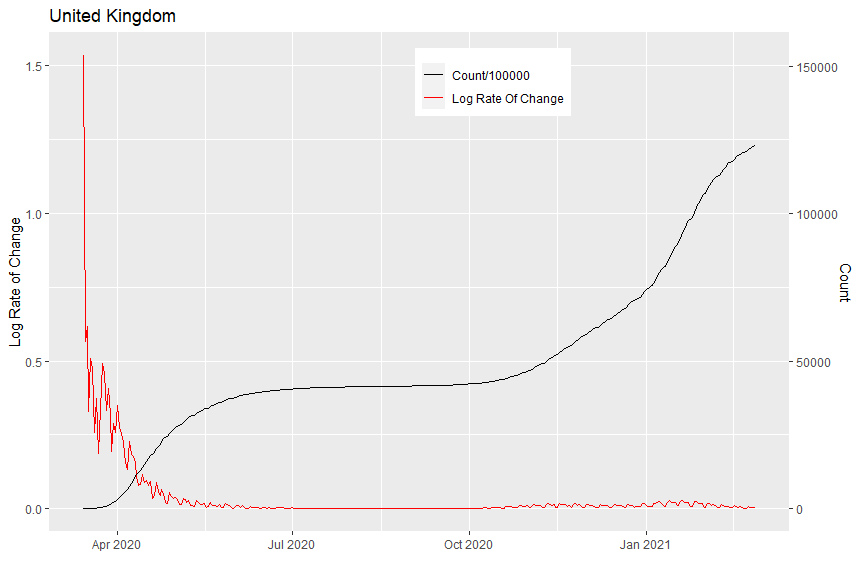 United Kingdom
Count/100000
Log Rate Of Change
1.5
1.0
0.5
0.0
Log Rate of Change
150000
100000
50000
0
Count
Apr 2020
Jul 2020
Oct 2020
Jan 2021